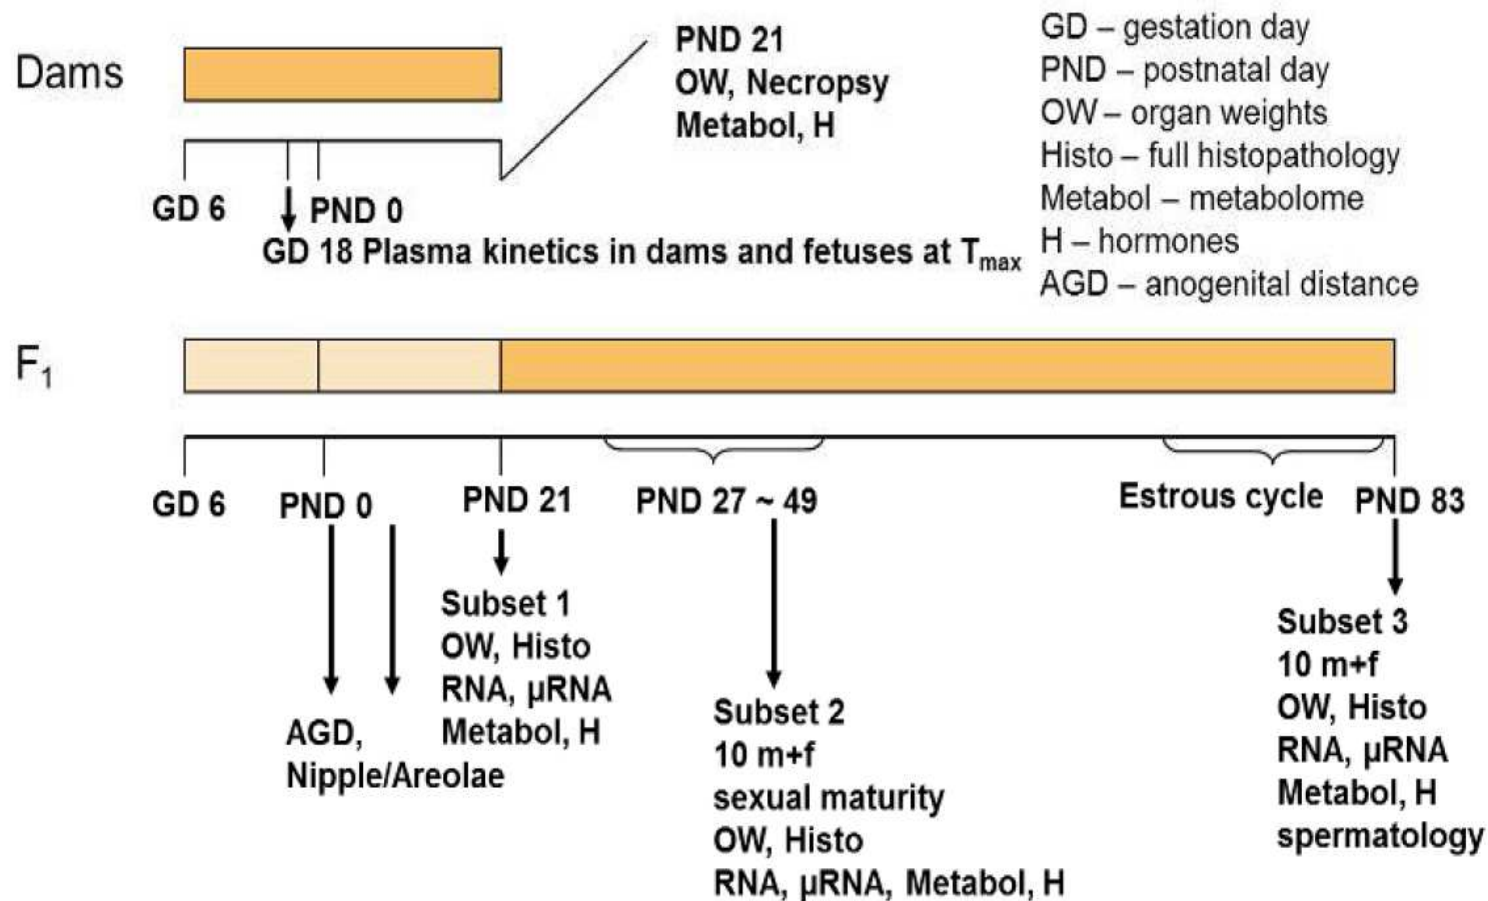 Dams
PND 21
OW, Necropsy
Metabol, H
GD – gestation day
PND – postnatal day
OW – organ weights
Histo – full histopathology
Metabol – metabolome
H – hormones
AGD – anogenital distance
GD 6
PND 0
GD 18 Plasma kinetics in dams and fetuses at Tmax
F1
GD 6
PND 0
PND 21
PND 27 ~ 49
Estrous cycle
PND 83
AGD,
Nipple/Areolae
Subset 1
OW, Histo
RNA, µRNA
Metabol, H
Subset 2
10 m+f
sexual maturity
OW, Histo
RNA, µRNA, Metabol, H
Subset 3
10 m+f
OW, Histo
RNA, µRNA
Metabol, H
spermatology